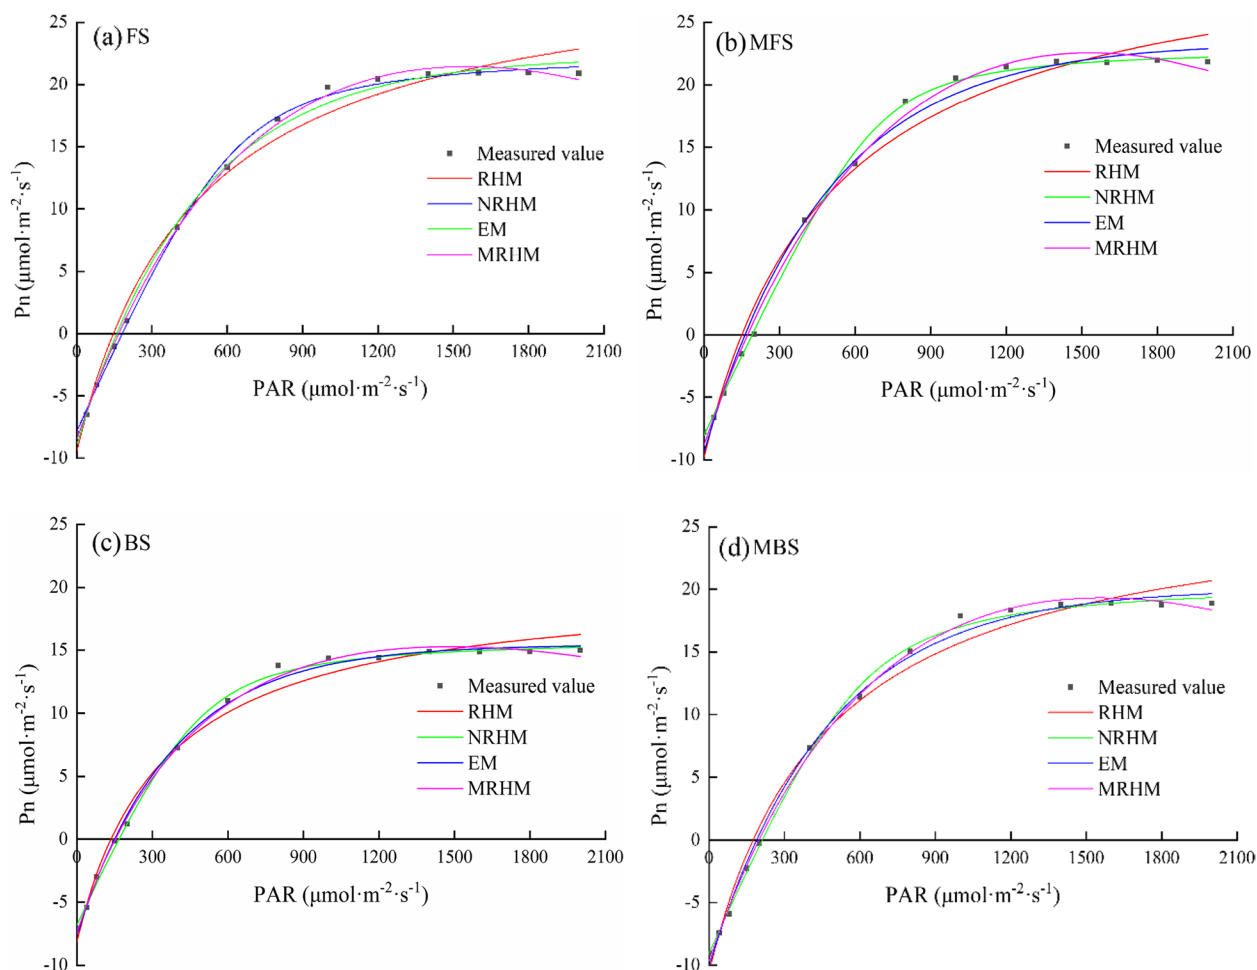 (a) FS
25
20
15
10
5
0
-5
-10
0 300 600 900 1200 1500 1800 2100
Pn (μmol·m⁻²·s⁻¹)
PAR (μmol·m⁻²·s⁻¹)
Measured value
RHM
NRHM
EM
MRHM
(b) MFS
25
20
15
10
5
0
-5
-10
0 300 600 900 1200 1500 1800 2100
Pn (μmol·m⁻²·s⁻¹)
PAR (μmol·m⁻²·s⁻¹)
Measured value
RHM
NRHM
EM
MRHM
(c) BS
25
20
15
10
5
0
-5
-10
0 300 600 900 1200 1500 1800 2100
Pn (μmol·m⁻²·s⁻¹)
PAR (μmol·m⁻²·s⁻¹)
Measured value
RHM
NRHM
EM
MRHM
(d) MBS
25
20
15
10
5
0
-5
-10
0 300 600 900 1200 1500 1800 2100
Pn (μmol·m⁻²·s⁻¹)
PAR (μmol·m⁻²·s⁻¹)
Measured value
RHM
NRHM
EM
MRHM